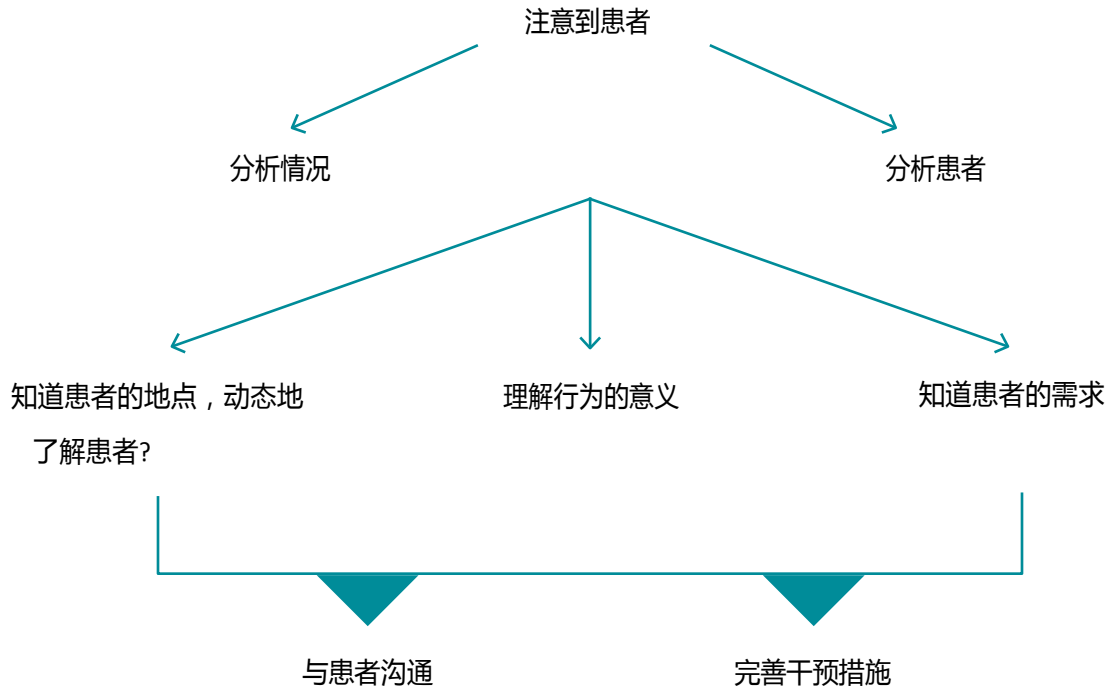 注意到患者
分析情况
分析患者
知道患者的地点，动态地
了解患者?
理解行为的意义
知道患者的需求
与患者沟通
完善干预措施